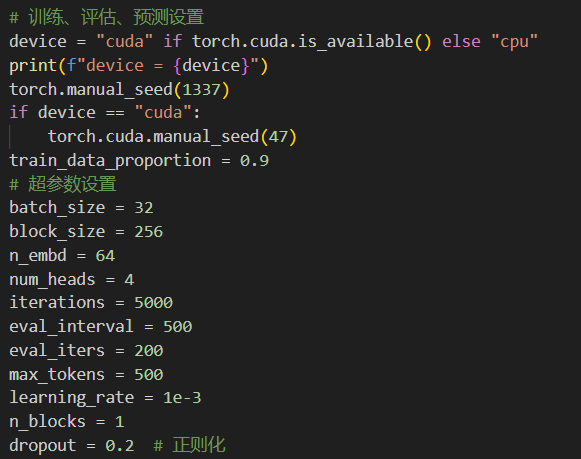 # 训练、评估、预测设置
device = "cuda" if torch.cuda.is_available() else "cpu"
print(f"device = {device}")
torch.manual_seed(1337)
if device == "cuda":
    torch.cuda.manual_seed(47)
train_data_proportion = 0.9
# 超参数设置
batch_size = 32
block_size = 256
n_embd = 64
num_heads = 4
iterations = 5000
eval_interval = 500
eval_iters = 200
max_tokens = 500
learning_rate = 1e-3
n_blocks = 1
dropout = 0.2  # 正则化